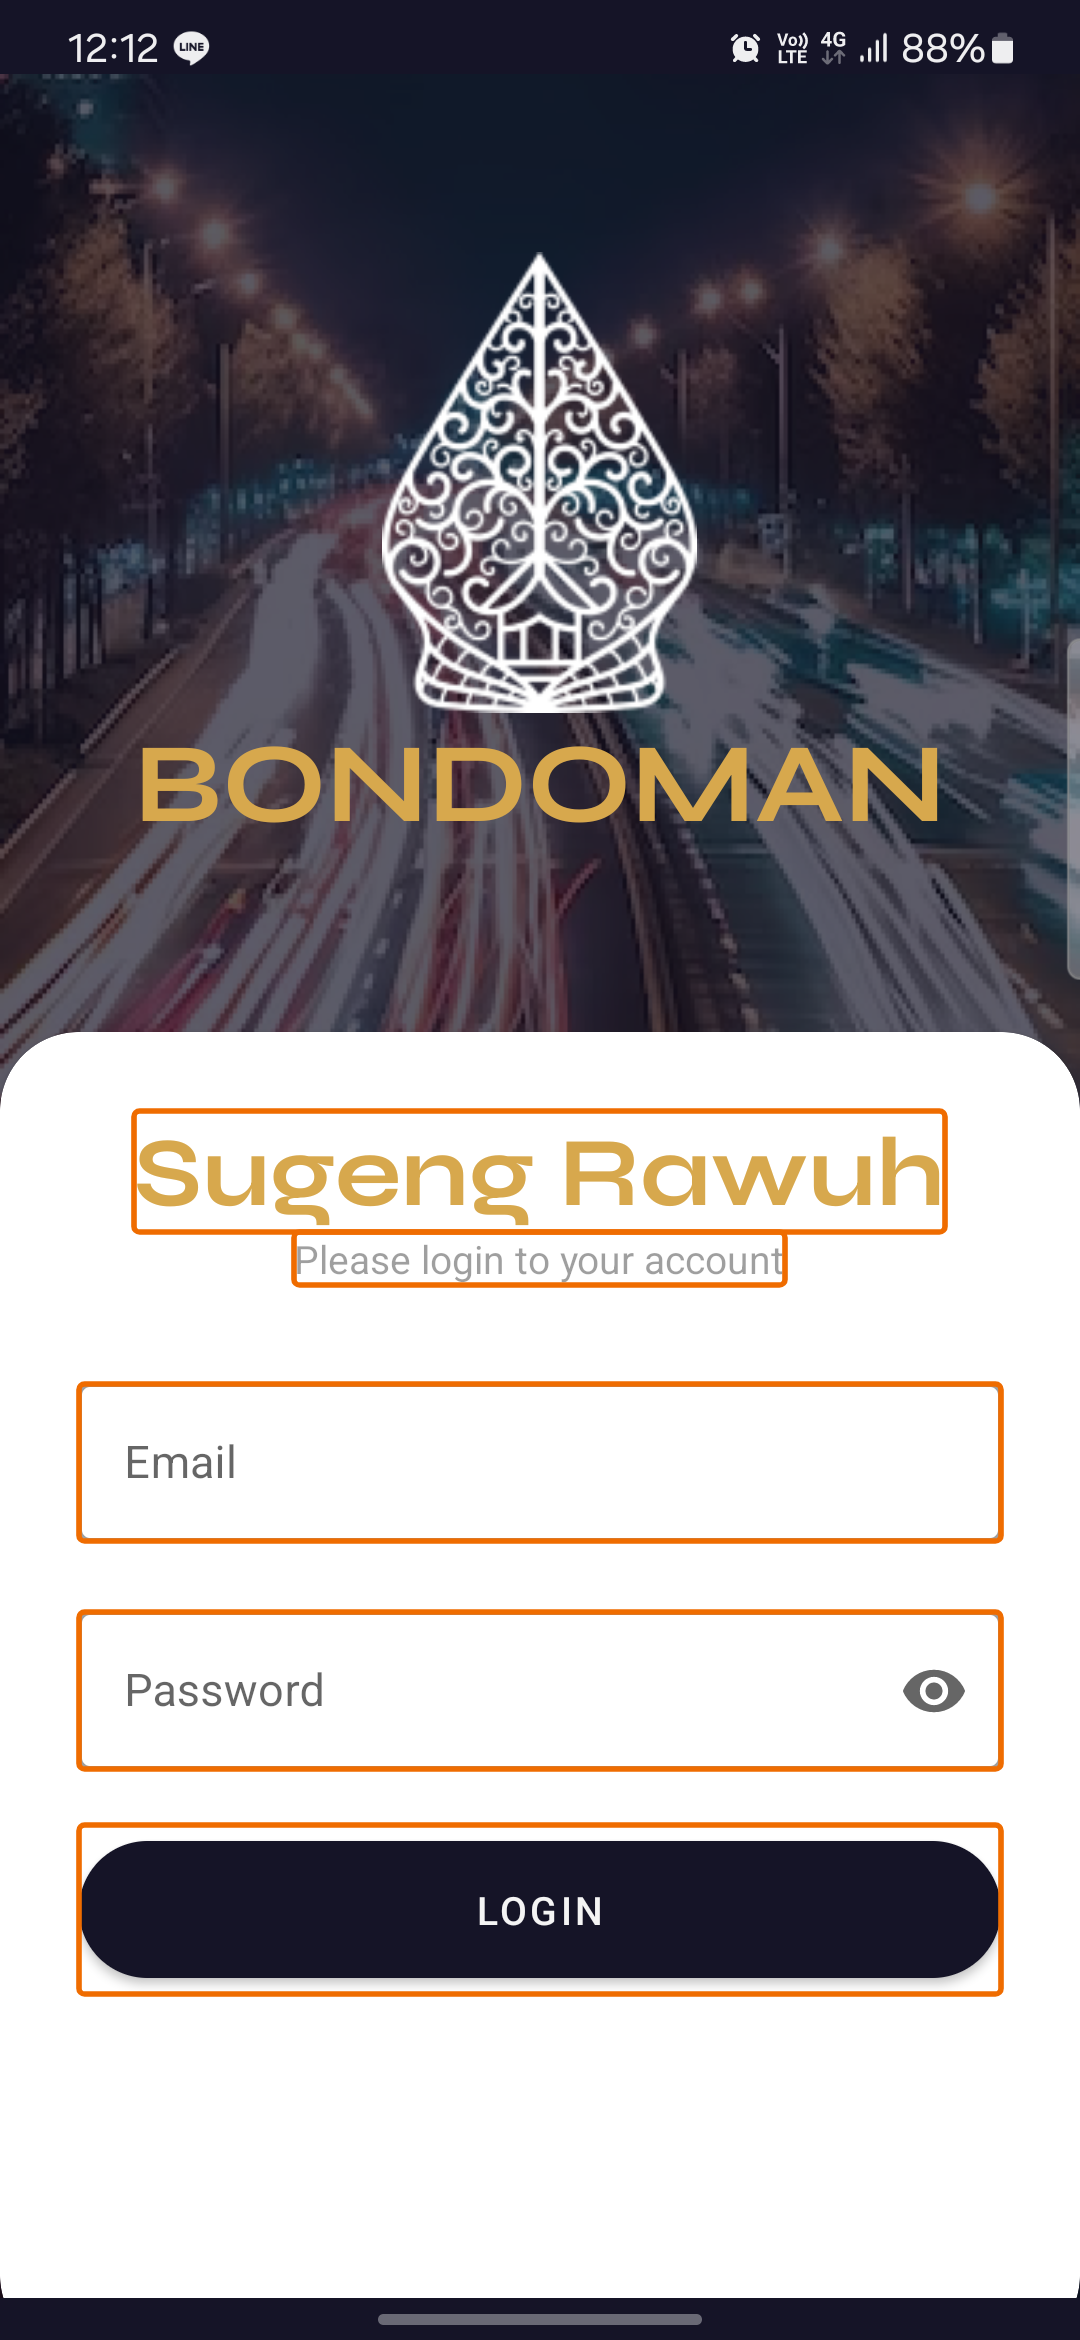 12:12 LINE Vo)) LTE 4G 88%
BONDOMAN
Sugeng Rawuh
Please login to your account
Email
Password
LOGIN